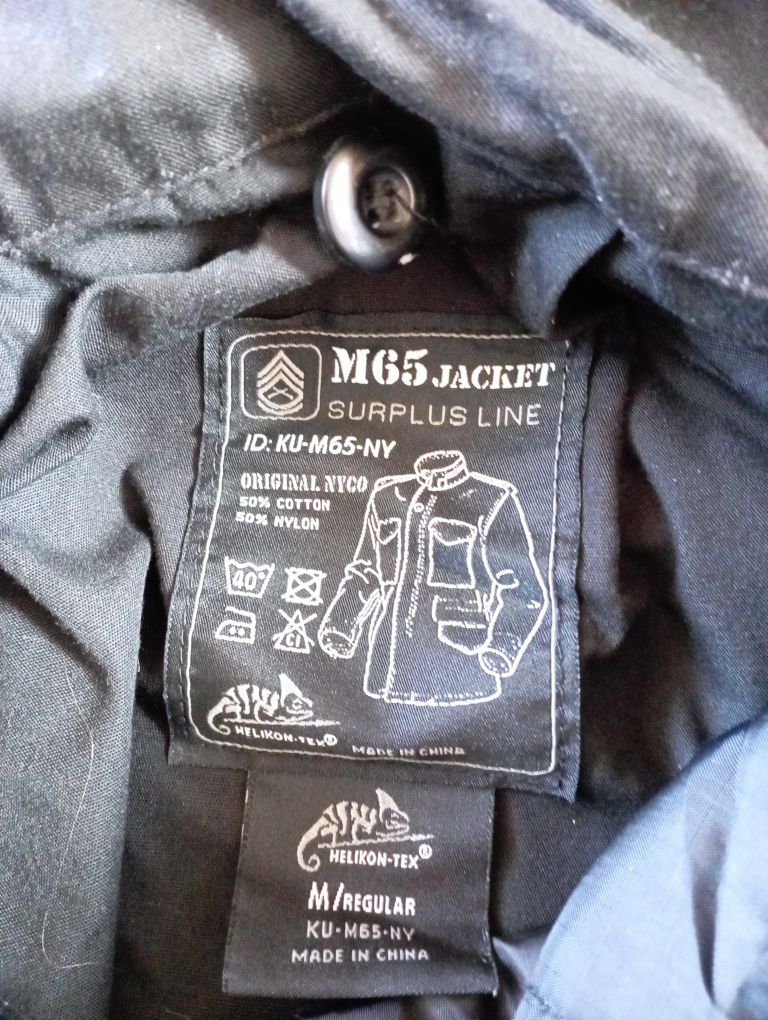 M65 JACKET
SURPLUS LINE
ID: KU-M65-NY
ORIGINAL NYCO
50% COTTON
50% NYLON
40°
CL
HELIKON-TEX®
MADE IN CHINA
HELIKON-TEX®
M/REGULAR
KU-M65-NY
MADE IN CHINA